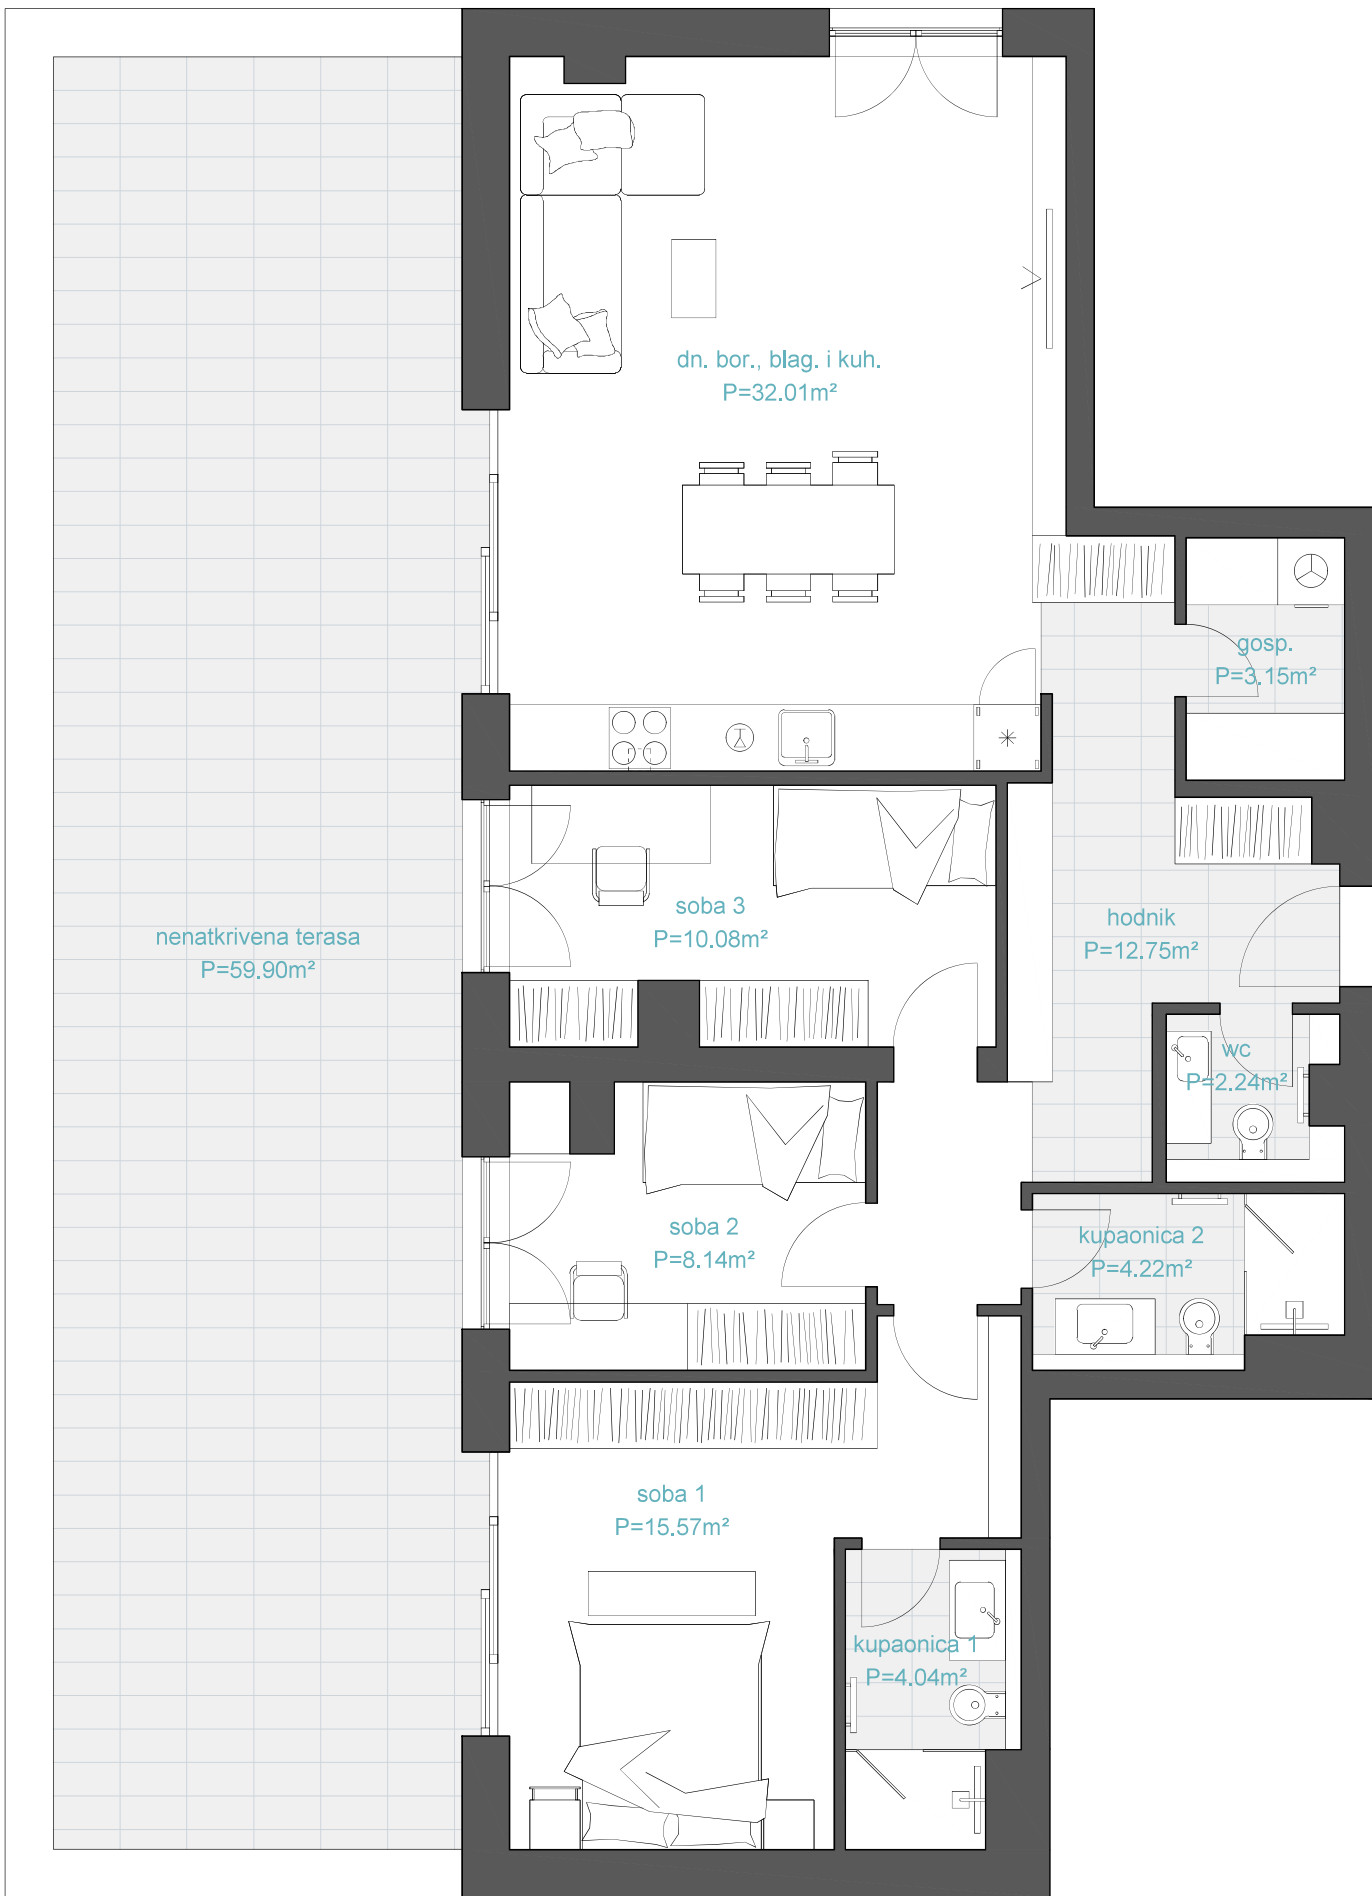 dn. bor., blag. i kuh.
P=32.01m²
gosp.
P=3.15m²
soba 3
P=10.08m²
hodnik
P=12.75m²
nenatkrivena terasa
P=59.90m²
wc
P=2.24m²
soba 2
P=8.14m²
kupaonica 2
P=4.22m²
soba 1
P=15.57m²
kupaonica 1
P=4.04m²